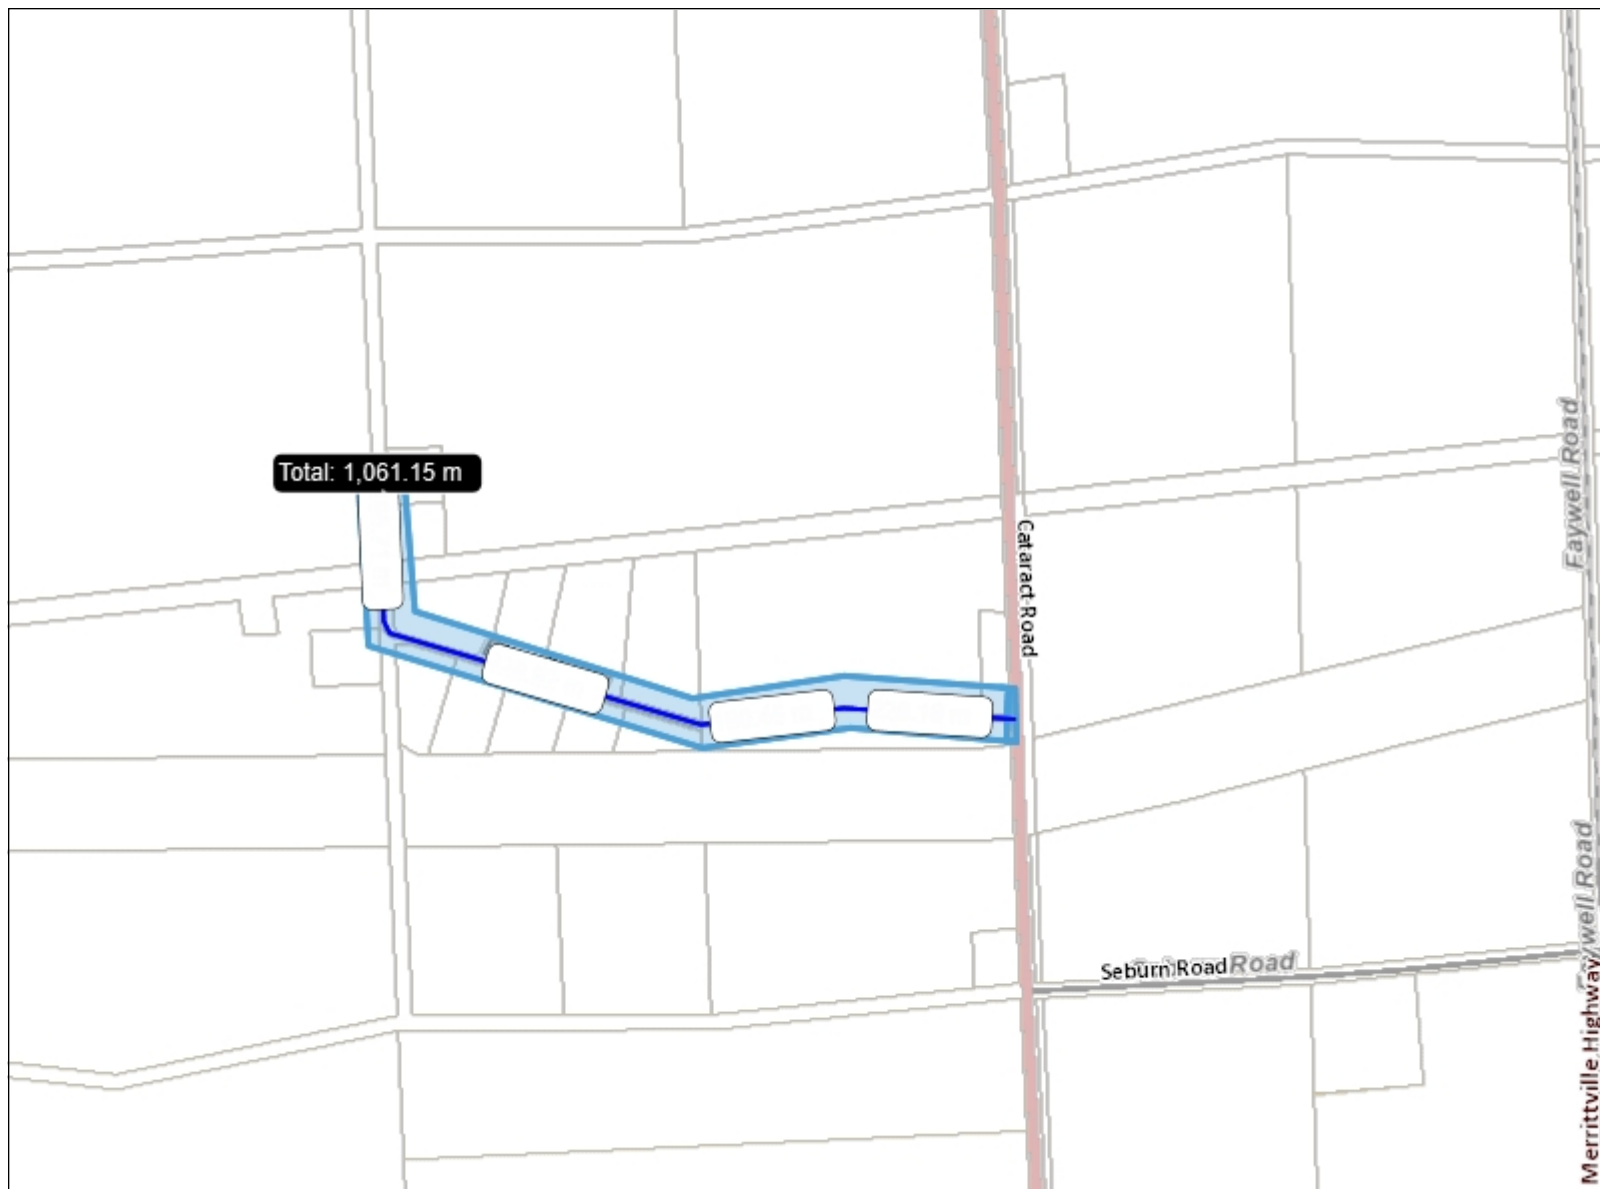 Total: 1,061.15 m
Cataract Road
Faywell Road
Seburn Road
Road
Faywell Road
Merrittville Highway